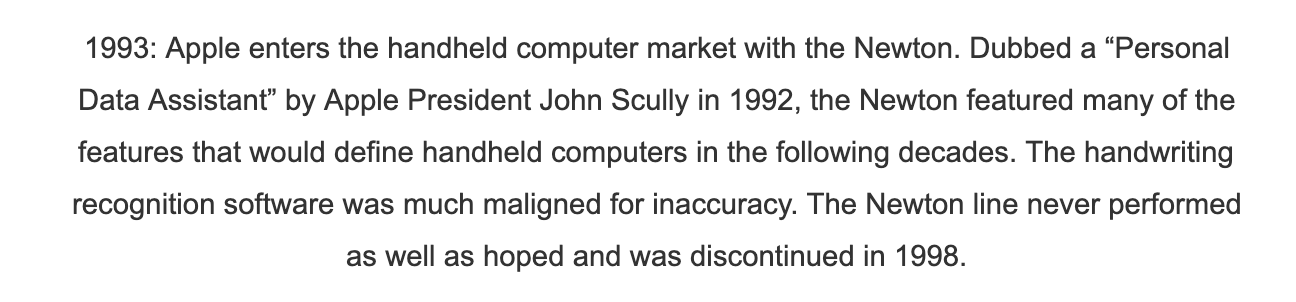 1993: Apple enters the handheld computer market with the Newton. Dubbed a “Personal
Data Assistant” by Apple President John Scully in 1992, the Newton featured many of the
features that would define handheld computers in the following decades. The handwriting
recognition software was much maligned for inaccuracy. The Newton line never performed
as well as hoped and was discontinued in 1998.